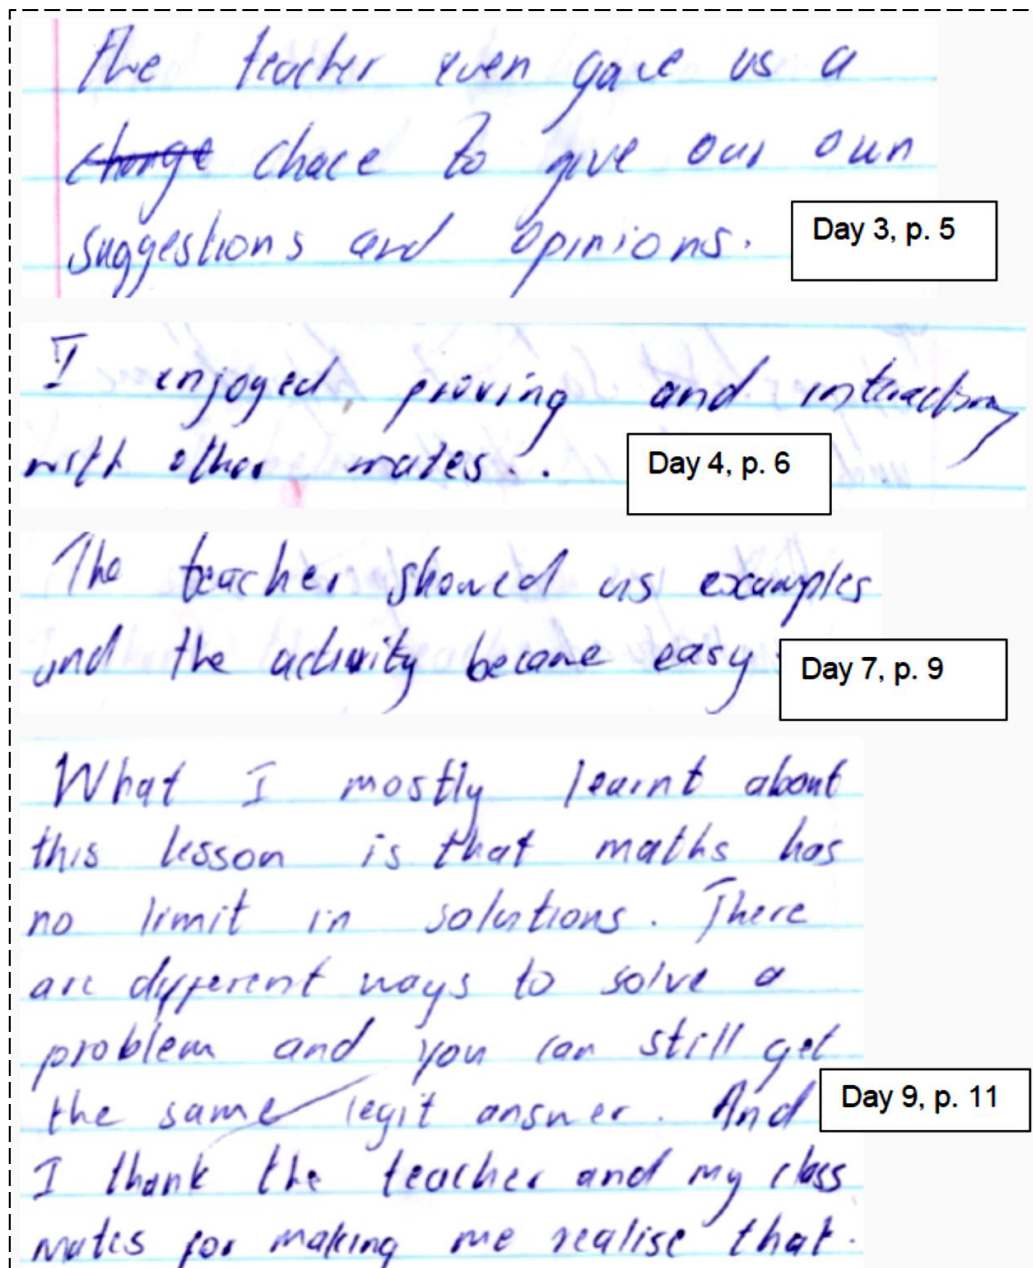 The teacher even gave us a
change chace to give our own
suggestions and opinions.
Day 3, p. 5
I enjoyed proving and interacting
with other mates..
Day 4, p. 6
The teacher showed us examples
and the activity became easy
Day 7, p. 9
What I mostly learnt about
this lesson is that maths has
no limit in solutions. There
are different ways to solve a
problem and you can still get
the same legit answer. And
Day 9, p. 11
I thank the teacher and my class
mates for making me realise that.